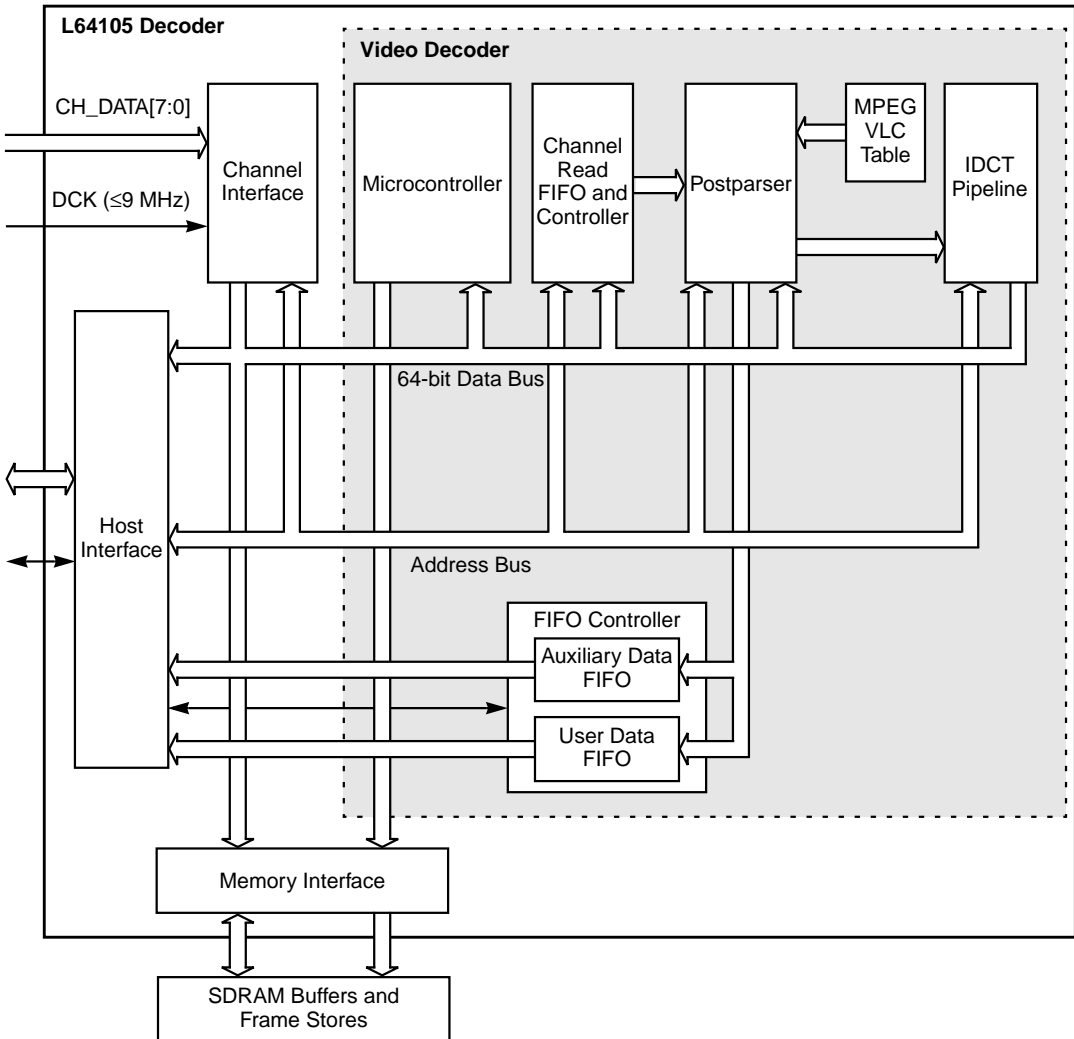 L64105 Decoder
Video Decoder
CH_DATA[7:0]
DCK (≤9 MHz)
Channel
Interface
Microcontroller
Channel
Read
FIFO and
Controller
Postparser
MPEG
VLC
Table
IDCT
Pipeline
64-bit Data Bus
Host
Interface
Address Bus
FIFO Controller
Auxiliary Data
FIFO
User Data
FIFO
Memory Interface
SDRAM Buffers and
Frame Stores